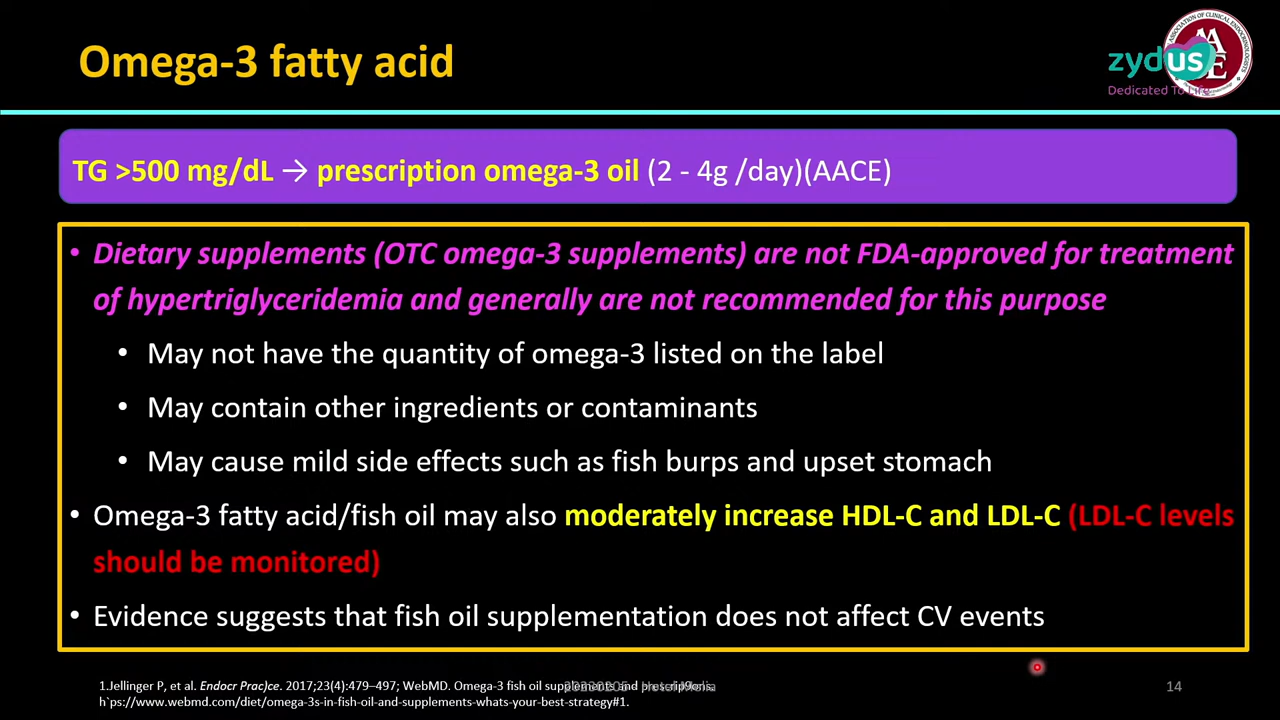 Omega-3 fatty acid
zydus
Dedicated To Life
TG >500 mg/dL → prescription omega-3 oil (2 - 4g /day)(AACE)
• Dietary supplements (OTC omega-3 supplements) are not FDA-approved for treatment
of hypertriglyceridemia and generally are not recommended for this purpose
• May not have the quantity of omega-3 listed on the label
• May contain other ingredients or contaminants
• May cause mild side effects such as fish burps and upset stomach
• Omega-3 fatty acid/fish oil may also moderately increase HDL-C and LDL-C (LDL-C levels
should be monitored)
• Evidence suggests that fish oil supplementation does not affect CV events
1.Jellinger P, et al. Endocr Prac)ce. 2017;23(4):479–497; WebMD. Omega-3 fish oil supplements and prescrip9ons.
h`ps://www.webmd.com/diet/omega-3s-in-fish-oil-and-supplements-whats-your-best-strategy#1.
14